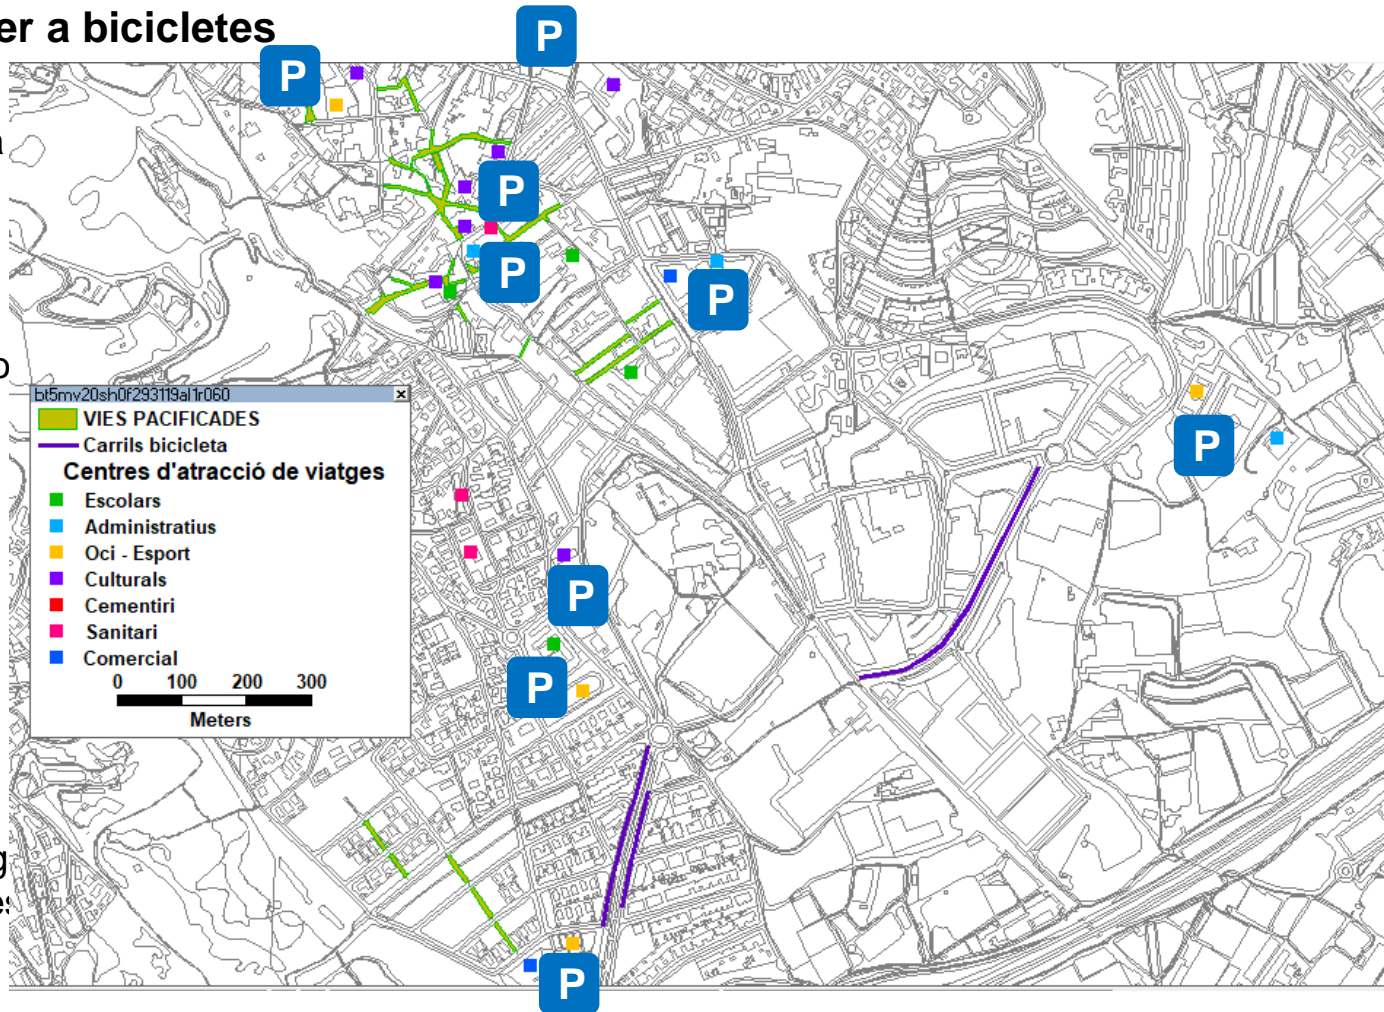 er a bicicletes
P
P
P
P
P
P
P
P
P
bt5mv20sh0f293119al1r060
VIES PACIFICADES
Carrils bicicleta
Centres d'atracció de viatges
Escolars
Administratius
Oci - Esport
Culturals
Cementiri
Sanitari
Comercial
0 100 200 300
Meters